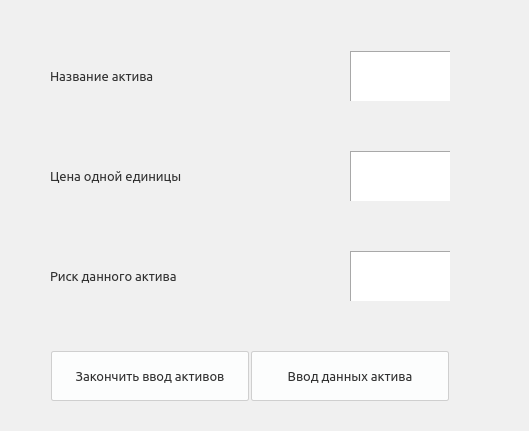 Название актива
Цена одной единицы
Риск данного актива
Закончить ввод активов
Ввод данных актива